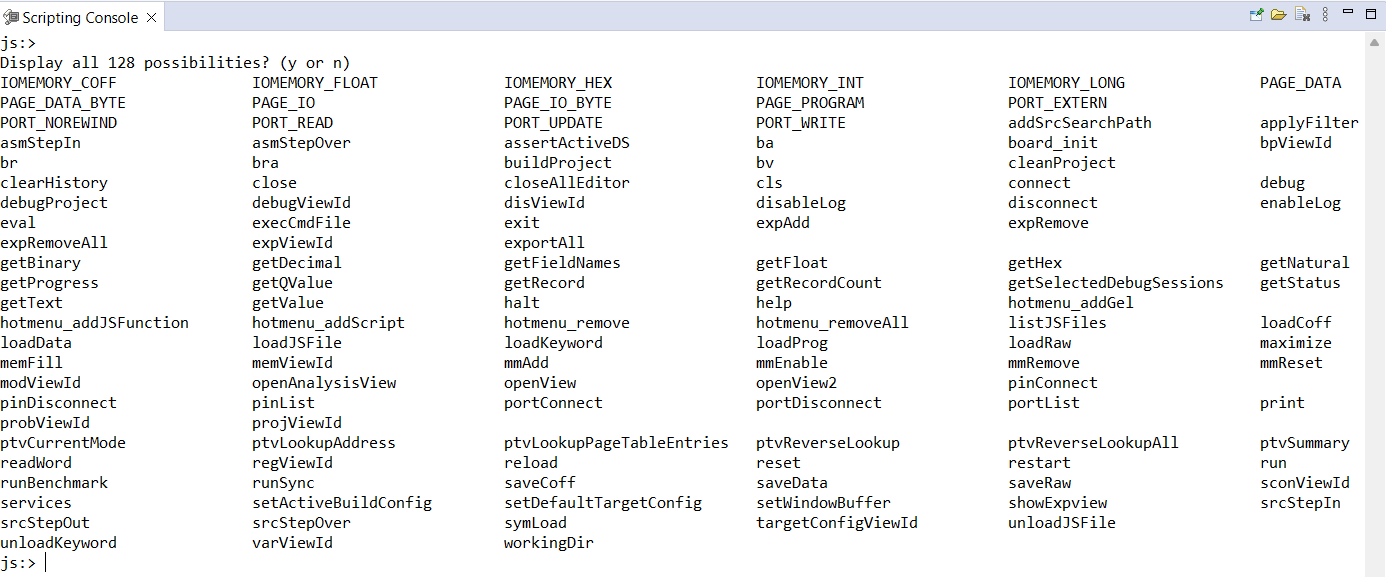 Scripting Console
js:>
Display all 128 possibilities? (y or n)
IOMEMORY_COFF IOMEMORY_FLOAT IOMEMORY_HEX IOMEMORY_INT IOMEMORY_LONG PAGE_DATA
PAGE_DATA_BYTE PAGE_IO PAGE_IO_BYTE PAGE_PROGRAM PORT_EXTERN
PORT_NOREWIND PORT_READ PORT_UPDATE PORT_WRITE addSrcSearchPath applyFilter
asmStepIn asmStepOver assertActiveDS ba board_init bpViewId
br bra buildProject bv cleanProject
clearHistory close closeAllEditor cls connect debug
debugProject debugViewId disViewId disableLog disconnect enableLog
eval execCmdFile exit expAdd expRemove
expRemoveAll expViewId exportAll
getBinary getDecimal getFieldNames getFloat getHex getNatural
getProgress getQValue getRecord getRecordCount getSelectedDebugSessions getStatus
getText getValue halt help hotmenu_addGel
hotmenu_addJSFunction hotmenu_addScript hotmenu_remove hotmenu_removeAll listJSFiles loadCoff
loadData loadJSFile loadKeyword loadProg loadRaw maximize
memFill memViewId mmAdd mmEnable mmRemove mmReset
modViewId openAnalysisView openView openView2 pinConnect
pinDisconnect pinList portConnect portDisconnect portList print
probViewId projViewId
ptvCurrentMode ptvLookupAddress ptvLookupPageTableEntries ptvReverseLookup ptvReverseLookupAll ptvSummary
readWord regViewId reload reset restart run
runBenchmark runSync saveCoff saveData saveRaw sconViewId
services setActiveBuildConfig setDefaultTargetConfig setWindowBuffer showExpview srcStepIn
srcStepOut srcStepOver symLoad targetConfigViewId unloadJSFile
unloadKeyword varViewId workingDir
js:>